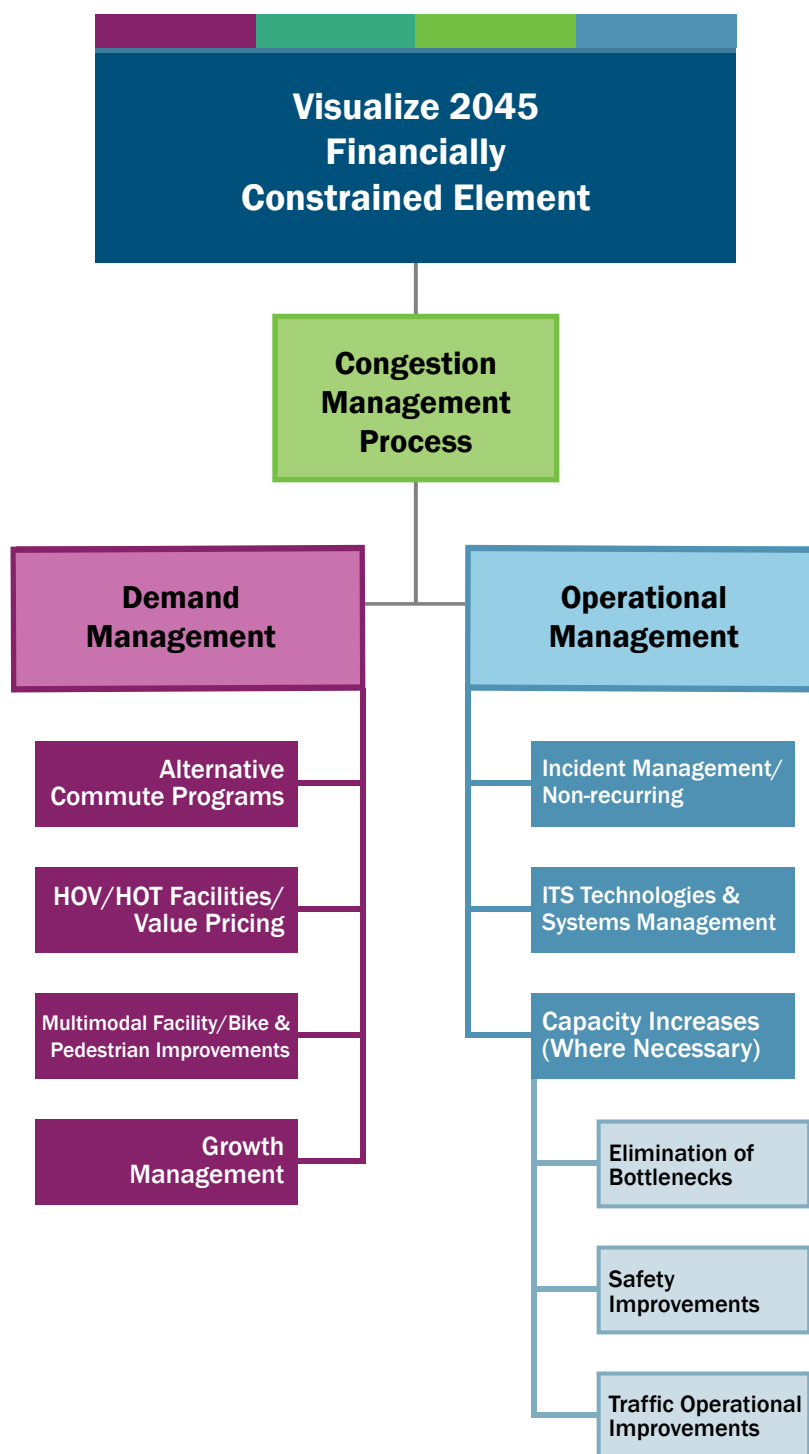 Visualize 2045
Financially
Constrained Element
Congestion
Management
Process
Demand
Management
Operational
Management
Alternative
Commute Programs
HOV/HOT Facilities/
Value Pricing
Multimodal Facility/Bike &
Pedestrian Improvements
Growth
Management
Incident Management/
Non-recurring
ITS Technologies &
Systems Management
Capacity Increases
(Where Necessary)
Elimination of
Bottlenecks
Safety
Improvements
Traffic Operational
Improvements